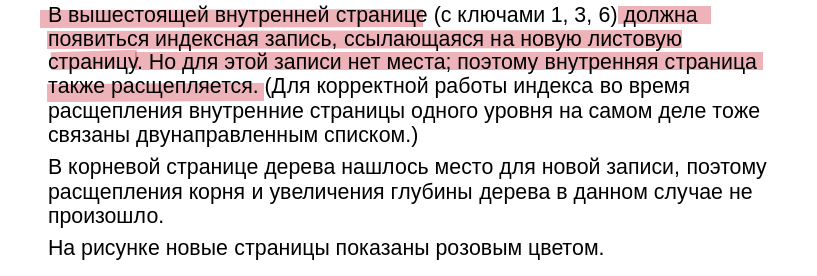 В вышестоящей внутренней странице (с ключами 1, 3, 6) должна
появиться индексная запись, ссылающаяся на новую листовую
страницу. Но для этой записи нет места; поэтому внутренняя страница
также расщепляется. (Для корректной работы индекса во время
расщепления внутренние страницы одного уровня на самом деле тоже
связаны двунаправленным списком.)
В корневой странице дерева нашлось место для новой записи, поэтому
расщепления корня и увеличения глубины дерева в данном случае не
произошло.
На рисунке новые страницы показаны розовым цветом.